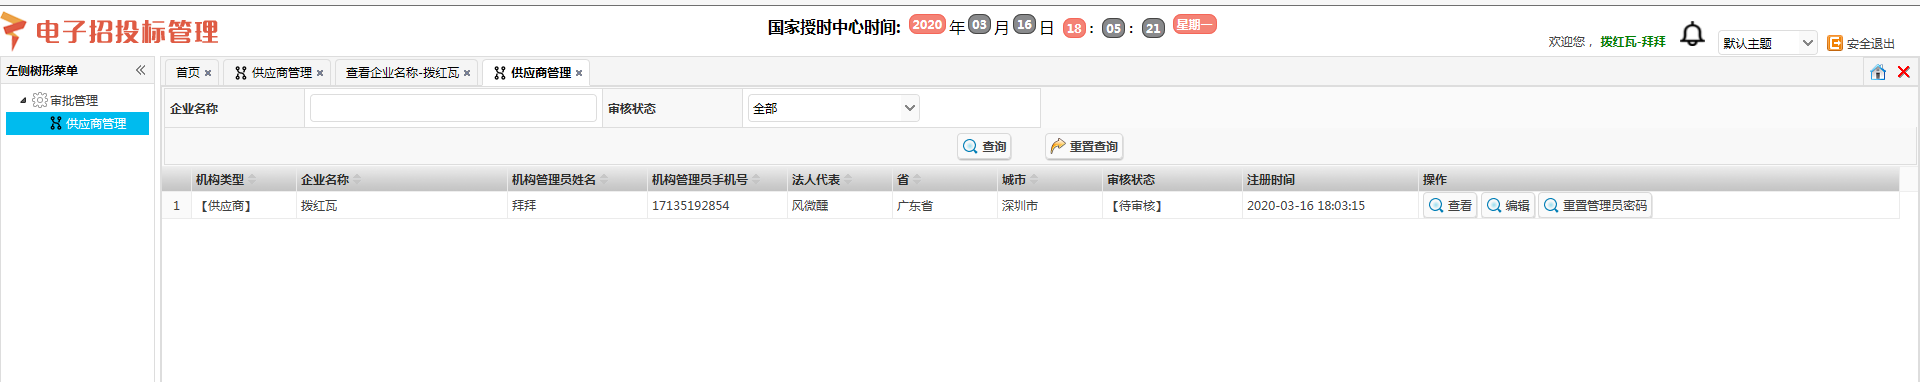 电子招投标管理
国家授时中心时间: 2020 年 03 月 16 日 18 : 05 : 21 星期一
欢迎您， 拨红瓦-拜拜 默认主题 安全退出
左侧树形菜单
审批管理
供应商管理
首页 供应商管理 查看企业名称-拨红瓦 供应商管理
企业名称 审核状态 全部
查询 重置查询
机构类型 企业名称 机构管理员姓名 机构管理员手机号 法人代表 省 城市 审核状态 注册时间 操作
1 【供应商】 拨红瓦 拜拜 17135192854 风微醺 广东省 深圳市 【待审核】 2020-03-16 18:03:15 查看 编辑 重置管理员密码